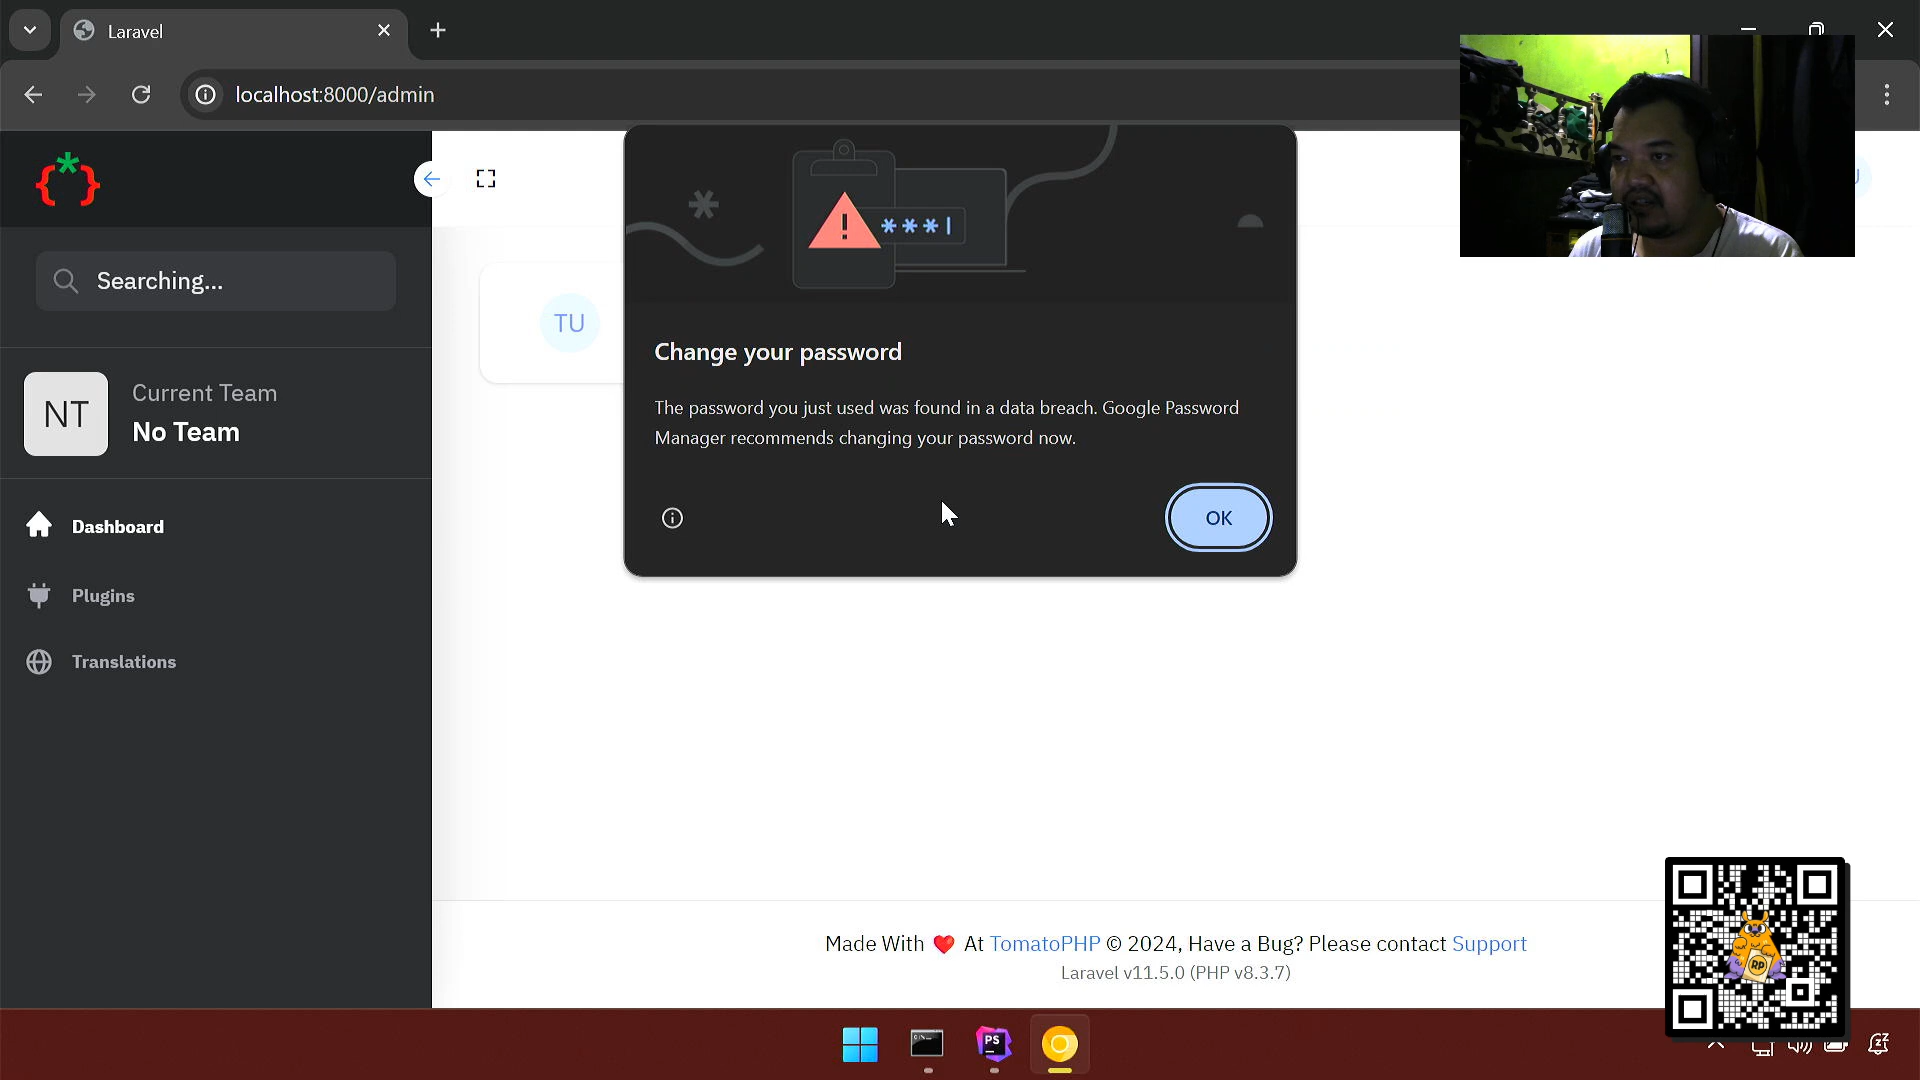 Laravel
localhost:8000/admin
Searching...
NT
Current Team
No Team
Dashboard
Plugins
Translations
TU
***|
Change your password
The password you just used was found in a data breach. Google Password
Manager recommends changing your password now.
OK
Made With ❤️ At TomatoPHP © 2024, Have a Bug? Please contact Support
Laravel v11.5.0 (PHP v8.3.7)
RP
PS